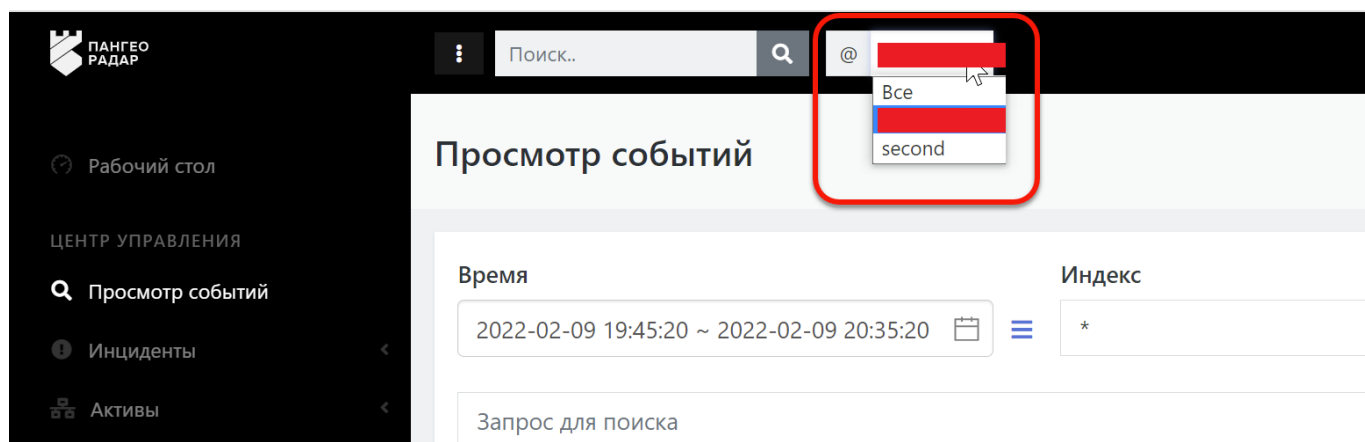 ПАНГЕО
РАДАР
Поиск..
@
Все
second
Просмотр событий
Рабочий стол
ЦЕНТР УПРАВЛЕНИЯ
Просмотр событий
Инциденты
Активы
Время
Индекс
2022-02-09 19:45:20 ~ 2022-02-09 20:35:20
*
Запрос для поиска